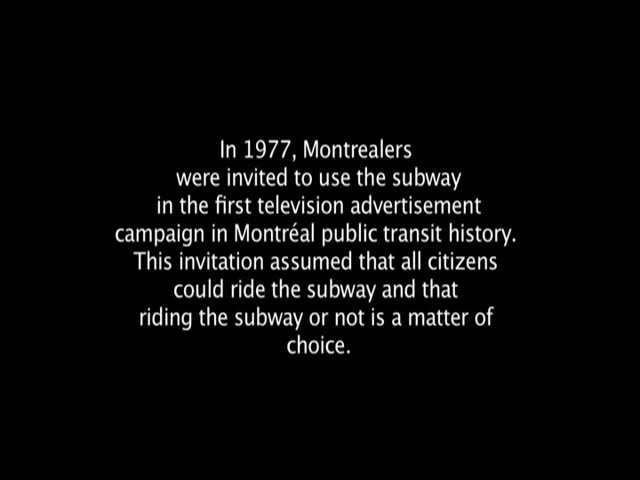 In 1977, Montrealers
were invited to use the subway
in the first television advertisement
campaign in Montréal public transit history.
This invitation assumed that all citizens
could ride the subway and that
riding the subway or not is a matter of
choice.